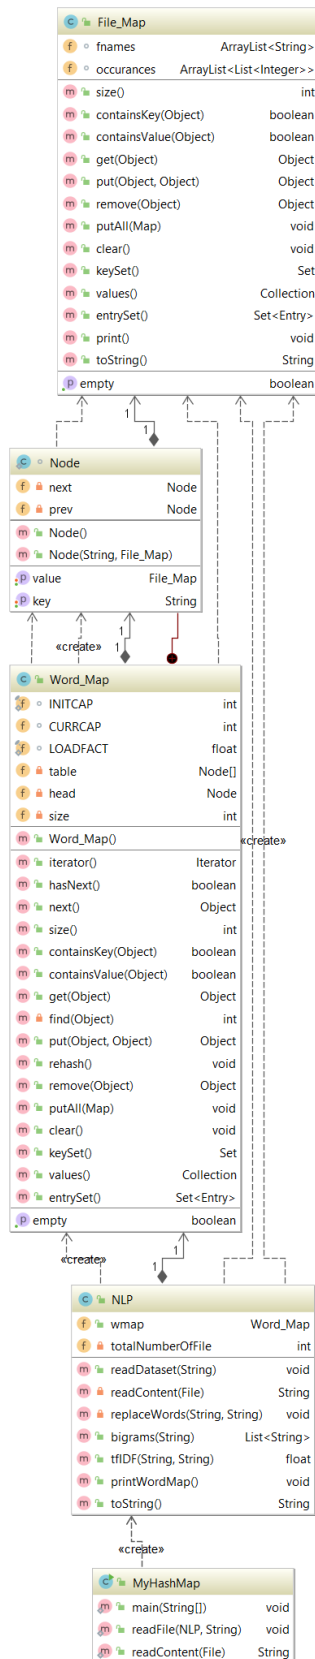 File_Map
fnames ArrayList<String>
occurances ArrayList<List<Integer>>
size() int
containsKey(Object) boolean
containsValue(Object) boolean
get(Object) Object
put(Object, Object) Object
remove(Object) Object
putAll(Map) void
clear() void
keySet() Set
values() Collection
entrySet() Set<Entry>
print() void
toString() String
empty boolean
1
1
Node
next Node
prev Node
Node()
Node(String, File_Map)
value File_Map
key String
«create»
1
1
Word_Map
INITCAP int
CURRCAP int
LOADFACT float
table Node[]
head Node
size int
Word_Map()
«create»
iterator() Iterator
hasNext() boolean
next() Object
size() int
containsKey(Object) boolean
containsValue(Object) boolean
get(Object) Object
find(Object) int
put(Object, Object) Object
rehash() void
remove(Object) Object
putAll(Map) void
clear() void
keySet() Set
values() Collection
entrySet() Set<Entry>
empty boolean
«create»
1
1
NLP
wmap Word_Map
totalNumberOfFile int
readDataset(String) void
readContent(File) String
replaceWords(String, String) void
bigrams(String) List<String>
tfIDF(String, String) float
printWordMap() void
toString() String
«create»
MyHashMap
main(String[]) void
readFile(NLP, String) void
readContent(File) String